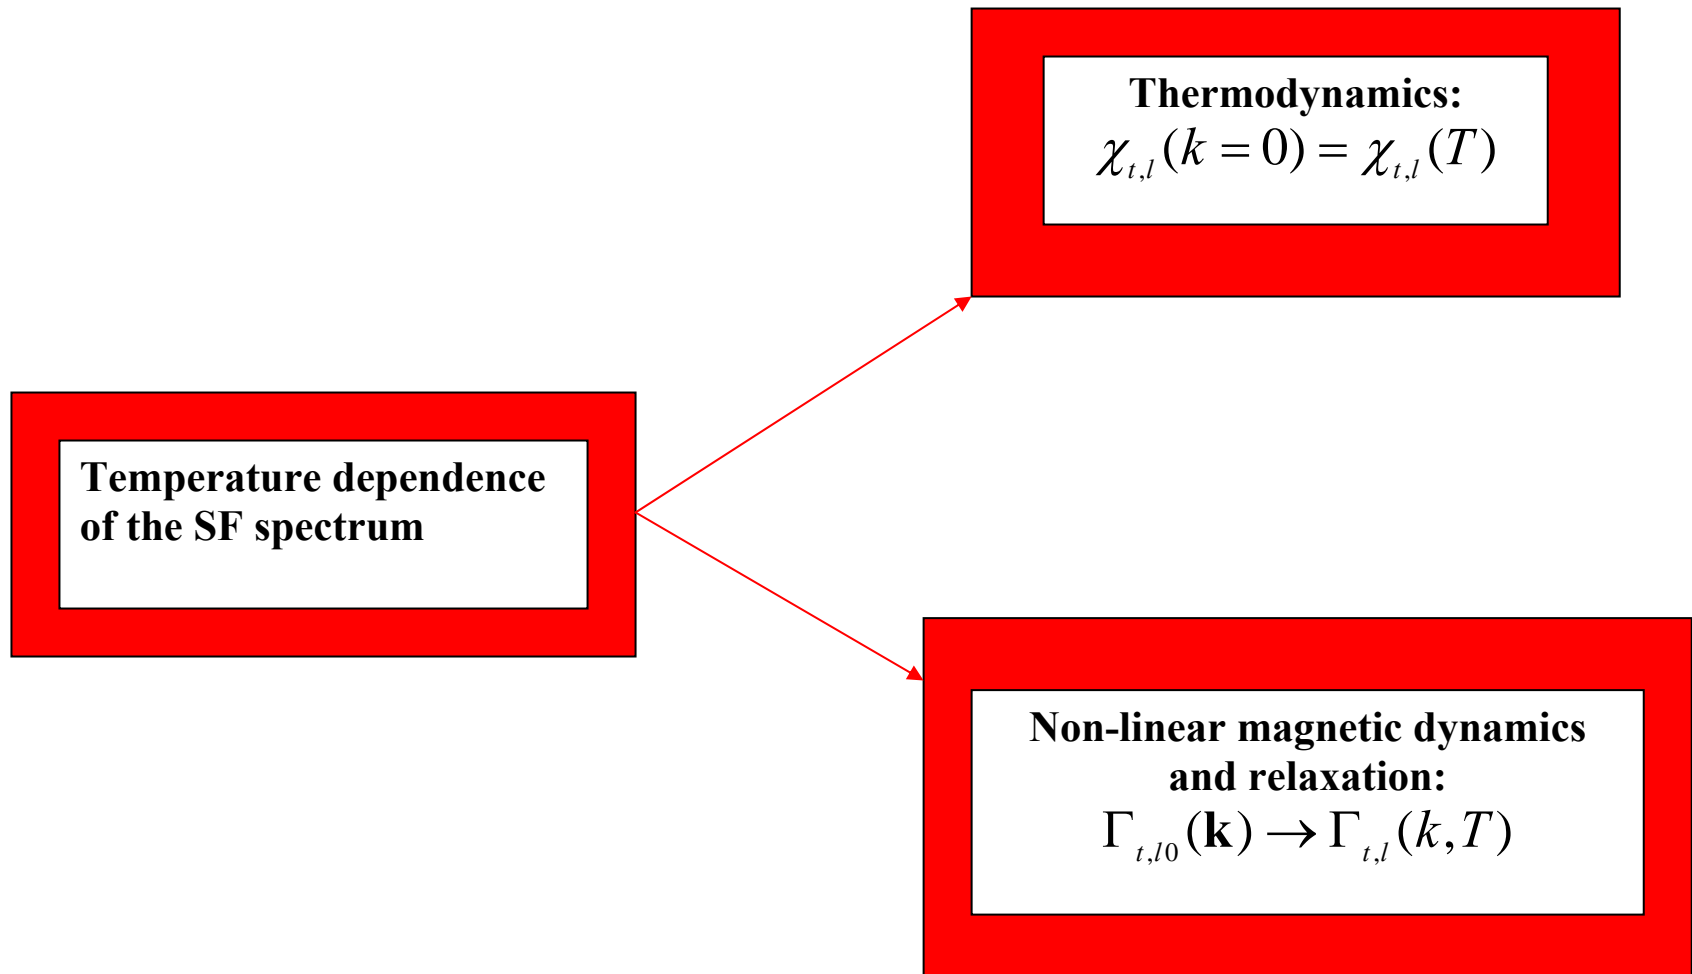 Thermodynamics:
χ_{t,l}(k = 0) = χ_{t,l}(T)
Temperature dependence
of the SF spectrum
Non-linear magnetic dynamics
and relaxation:
Γ_{t,l0}(𝐤) → Γ_{t,l}(k,T)